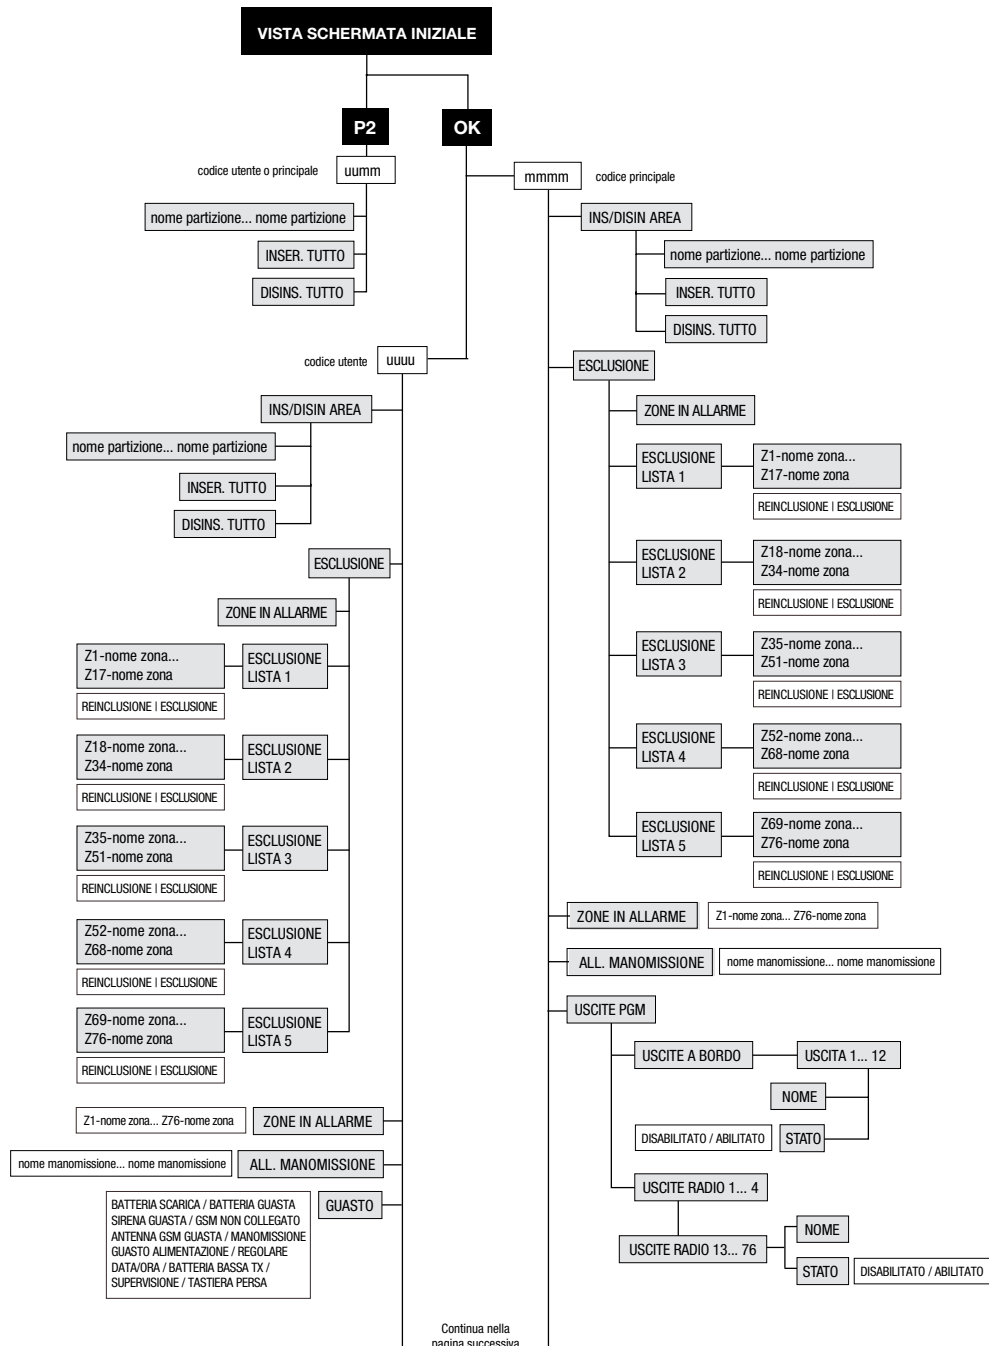 VISTA SCHERMATA INIZIALE
P2
OK
codice utente o principale
uumm
mmmm
codice principale
nome partizione... nome partizione
INSER. TUTTO
DISINS. TUTTO
INS/DISIN AREA
nome partizione... nome partizione
INSER. TUTTO
DISINS. TUTTO
codice utente
uuuu
INS/DISIN AREA
nome partizione... nome partizione
INSER. TUTTO
DISINS. TUTTO
ESCLUSIONE
ZONE IN ALLARME
Z1-nome zona...
Z17-nome zona
ESCLUSIONE
LISTA 1
REINCLUSIONE | ESCLUSIONE
Z18-nome zona...
Z34-nome zona
ESCLUSIONE
LISTA 2
REINCLUSIONE | ESCLUSIONE
Z35-nome zona...
Z51-nome zona
ESCLUSIONE
LISTA 3
REINCLUSIONE | ESCLUSIONE
Z52-nome zona...
Z68-nome zona
ESCLUSIONE
LISTA 4
REINCLUSIONE | ESCLUSIONE
Z69-nome zona...
Z76-nome zona
ESCLUSIONE
LISTA 5
REINCLUSIONE | ESCLUSIONE
Z1-nome zona... Z76-nome zona
ZONE IN ALLARME
nome manomissione... nome manomissione
ALL. MANOMISSIONE
BATTERIA SCARICA / BATTERIA GUASTA
SIRENA GUASTA / GSM NON COLLEGATO
ANTENNA GSM GUASTA / MANOMISSIONE
GUASTO ALIMENTAZIONE / REGOLARE
DATA/ORA / BATTERIA BASSA TX /
SUPERVISIONE / TASTIERA PERSA
GUASTO
ESCLUSIONE
ZONE IN ALLARME
ESCLUSIONE
LISTA 1
Z1-nome zona...
Z17-nome zona
REINCLUSIONE | ESCLUSIONE
ESCLUSIONE
LISTA 2
Z18-nome zona...
Z34-nome zona
REINCLUSIONE | ESCLUSIONE
ESCLUSIONE
LISTA 3
Z35-nome zona...
Z51-nome zona
REINCLUSIONE | ESCLUSIONE
ESCLUSIONE
LISTA 4
Z52-nome zona...
Z68-nome zona
REINCLUSIONE | ESCLUSIONE
ESCLUSIONE
LISTA 5
Z69-nome zona...
Z76-nome zona
REINCLUSIONE | ESCLUSIONE
ZONE IN ALLARME
Z1-nome zona... Z76-nome zona
ALL. MANOMISSIONE
nome manomissione... nome manomissione
USCITE PGM
USCITE A BORDO
USCITA 1... 12
NOME
DISABILITATO / ABILITATO
STATO
USCITE RADIO 1... 4
USCITE RADIO 13... 76
NOME
STATO
DISABILITATO / ABILITATO
Continua nella
pagina successiva